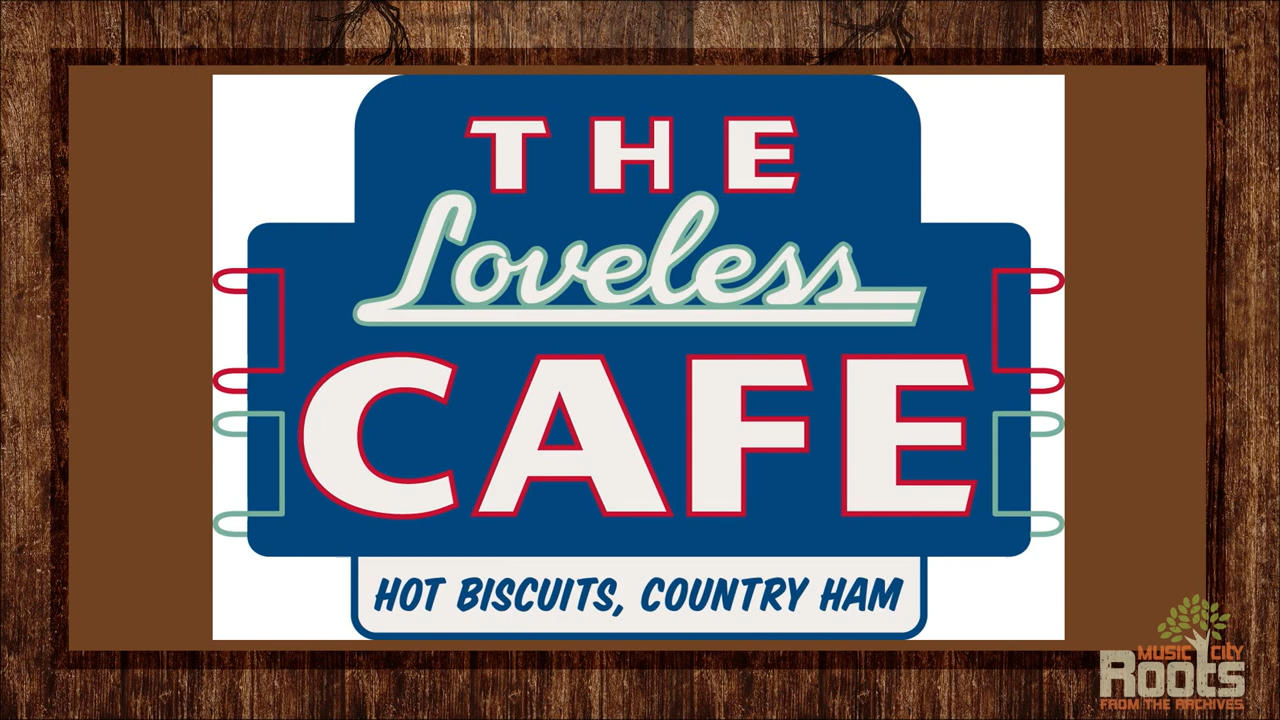 THE
Loveless
CAFE
HOT BISCUITS, COUNTRY HAM
MUSIC CITY
Roots
FROM THE ARCHIVES